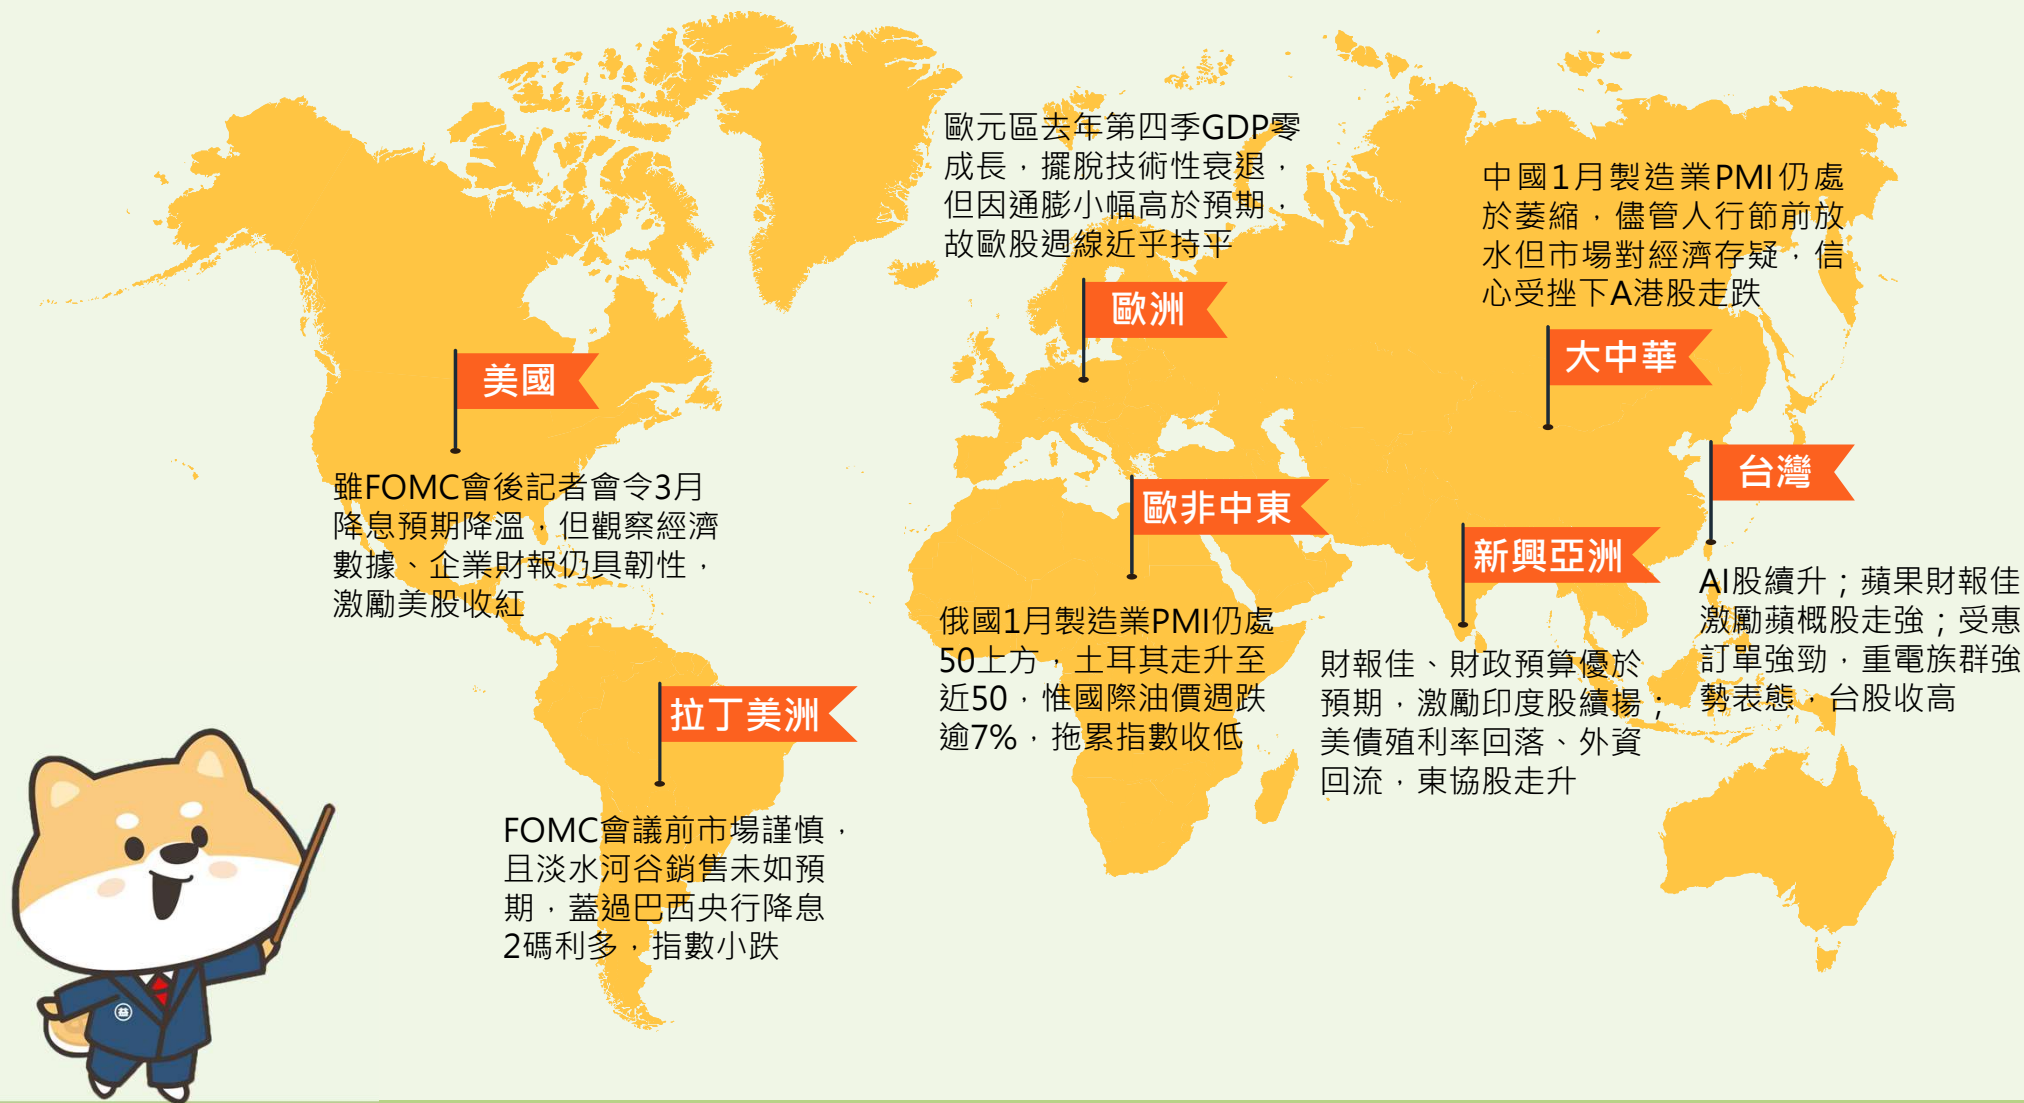 歐元區去年第四季GDP零
成長，擺脫技術性衰退，
但因通膨小幅高於預期，
故歐股週線近乎持平
歐洲
中國1月製造業PMI仍處
於萎縮，儘管人行節前放
水但市場對經濟存疑，信
心受挫下A港股走跌
大中華
美國
雖FOMC會後記者會令3月
降息預期降溫，但觀察經濟
數據、企業財報仍具韌性，
激勵美股收紅
歐非中東
俄國1月製造業PMI仍處
50上方，土耳其走升至
近50，惟國際油價週跌
逾7%，拖累指數收低
新興亞洲
財報佳、財政預算優於
預期，激勵印度股續揚；
美債殖利率回落、外資
回流，東協股走升
台灣
AI股續升；蘋果財報佳
激勵蘋概股走強；受惠
訂單強勁，重電族群強
勢表態，台股收高
拉丁美洲
FOMC會議前市場謹慎，
且淡水河谷銷售未如預
期，蓋過巴西央行降息
2碼利多，指數小跌